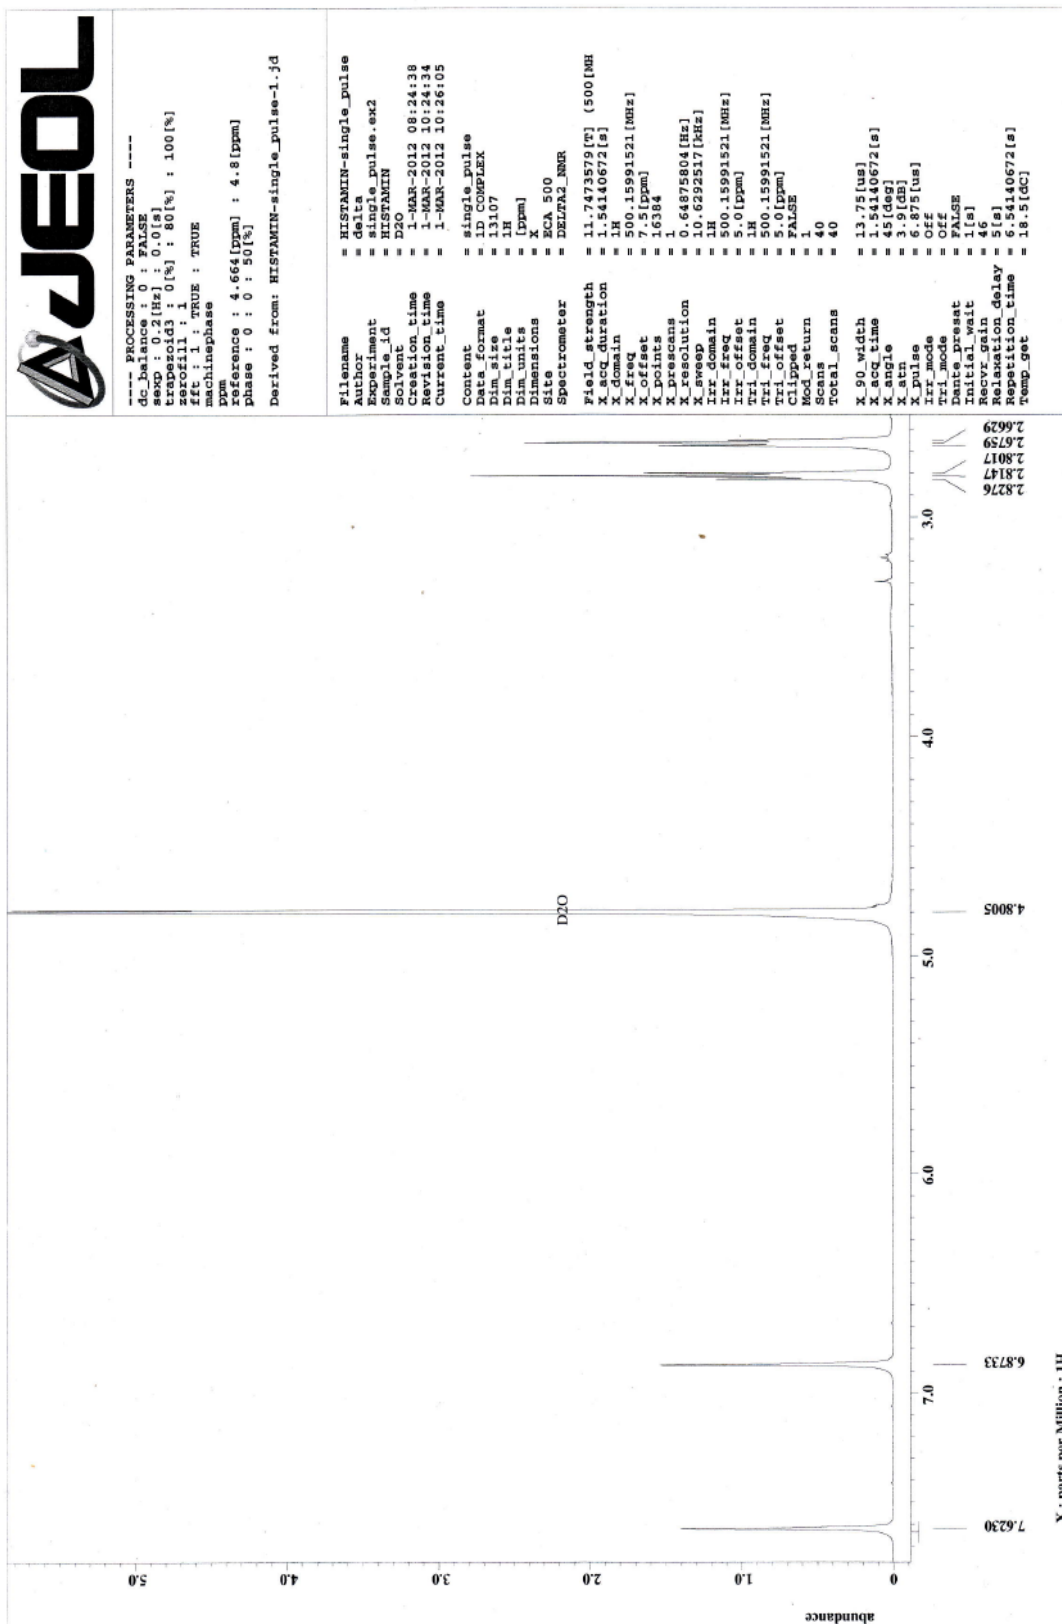 JEOL
---- PROCESSING PARAMETERS ----
dc_balance : 0 : FALSE
sexp : 0.2[Hz] : 0.0[s]
trapezoid3 : 0[%] : 80[%] : 100[%]
zerofill : 1
fft : 1 : TRUE : TRUE
machinephase
ppm
reference : 4.664[ppm] : 4.8[ppm]
phase : 0 : 0 : 50[%]
Derived from: HISTAMIN-single_pulse-1.jd
Filename = HISTAMIN-single_pulse
Author = delta
Experiment = single_pulse.ex2
Sample_id = HISTAMIN
Solvent = D2O
Creation_time = 1-MAR-2012 08:24:38
Revision_time = 1-MAR-2012 10:24:34
Current_time = 1-MAR-2012 10:26:05
Content = single_pulse
Data_format = 1D COMPLEX
Dim_size = 13107
Dim_title = 1H
Dim_units = [ppm]
Dimensions = X
Site = ECA 500
Spectrometer = DELTA2_NMR
Field_strength = 11.7473579[T] (500[MH
X_acq_duration = 1.54140672[s]
X_domain = 1H
X_freq = 500.15991521[MHz]
X_offset = 7.5[ppm]
X_points = 16384
X_prescans = 1
X_resolution = 0.64875804[Hz]
X_sweep = 10.6292517[kHz]
Irr_domain = 1H
Irr_freq = 500.15991521[MHz]
Irr_offset = 5.0[ppm]
Tri_domain = 1H
Tri_freq = 500.15991521[MHz]
Tri_offset = 5.0[ppm]
Clipped = FALSE
Mod_return = 1
Scans = 40
Total_scans = 40
X_90_width = 13.75[us]
X_acq_time = 1.54140672[s]
X_angle = 45[deg]
X_atn = 3.9[dB]
X_pulse = 6.875[us]
Irr_mode = Off
Tri_mode = Off
Dante_presat = FALSE
Initial_wait = 1[s]
Recvr_gain = 46
Relaxation_delay = 5[s]
Repetition_time = 6.54140672[s]
Temp_get = 18.5[dC]
D2O
abundance
0
1.0
2.0
3.0
4.0
5.0
7.0
6.0
5.0
4.0
3.0
7.6230
6.8733
4.8005
2.8276
2.8147
2.8017
2.6759
2.6629
X : parts per Million : 1H